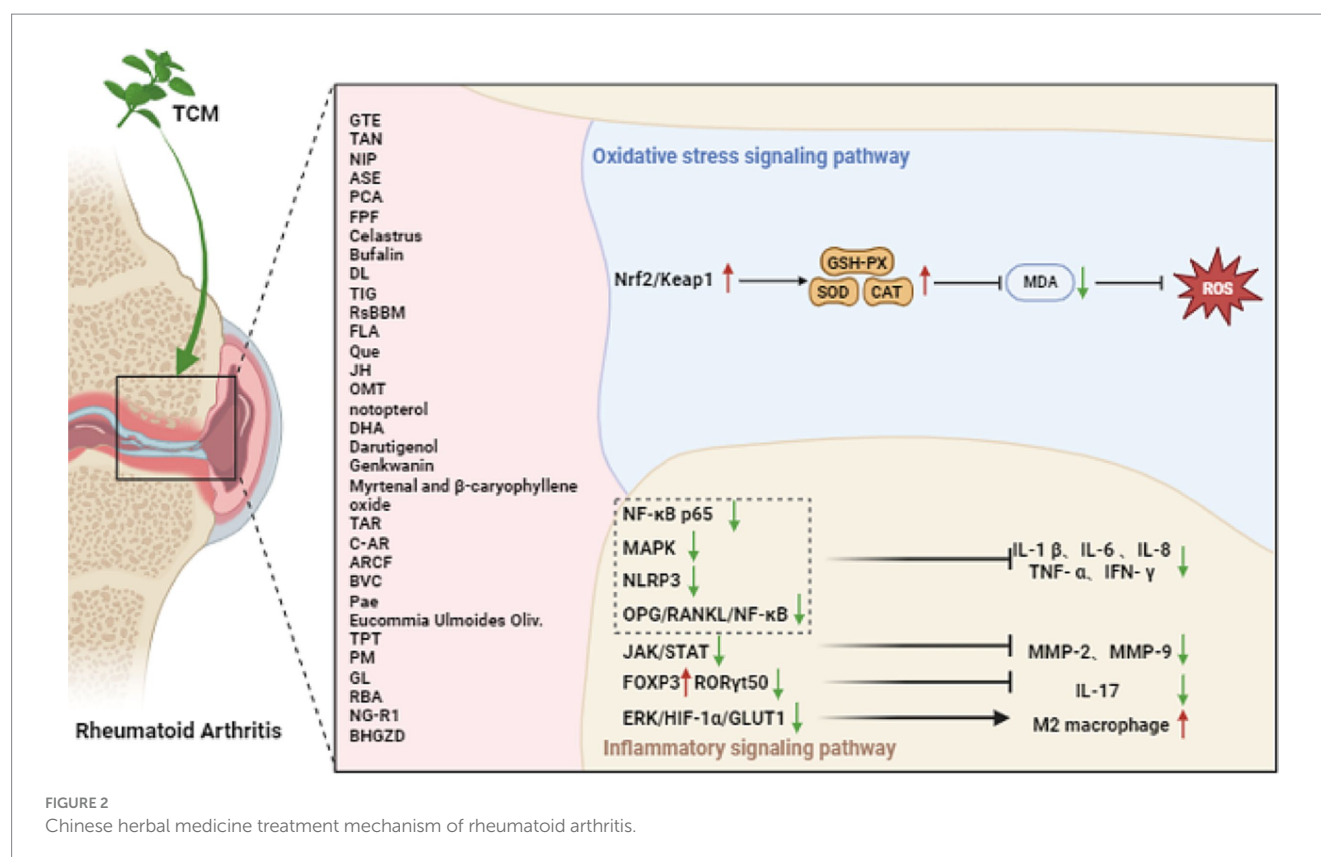 TCM
Rheumatoid Arthritis
GTE
TAN
NIP
ASE
PCA
FPF
Celastrus
Bufalin
DL
TIG
RsBBM
FLA
Que
JH
OMT
notopterol
DHA
Darutigenol
Genkwanin
Myrtenal and β-caryophyllene
oxide
TAR
C-AR
ARCF
BVC
Pae
Eucommia Ulmoides Oliv.
TPT
PM
GL
RBA
NG-R1
BHGZD
Oxidative stress signaling pathway
Nrf2/Keap1
GSH-PX
SOD CAT
MDA
ROS
NF-κB p65
MAPK
NLRP3
OPG/RANKL/NF-κB
IL-1 β、IL-6 、IL-8
TNF- α、IFN- γ
JAK/STAT
MMP-2、MMP-9
FOXP3 RORγt50
IL-17
ERK/HIF-1α/GLUT1
M2 macrophage
Inflammatory signaling pathway
FIGURE 2
Chinese herbal medicine treatment mechanism of rheumatoid arthritis.